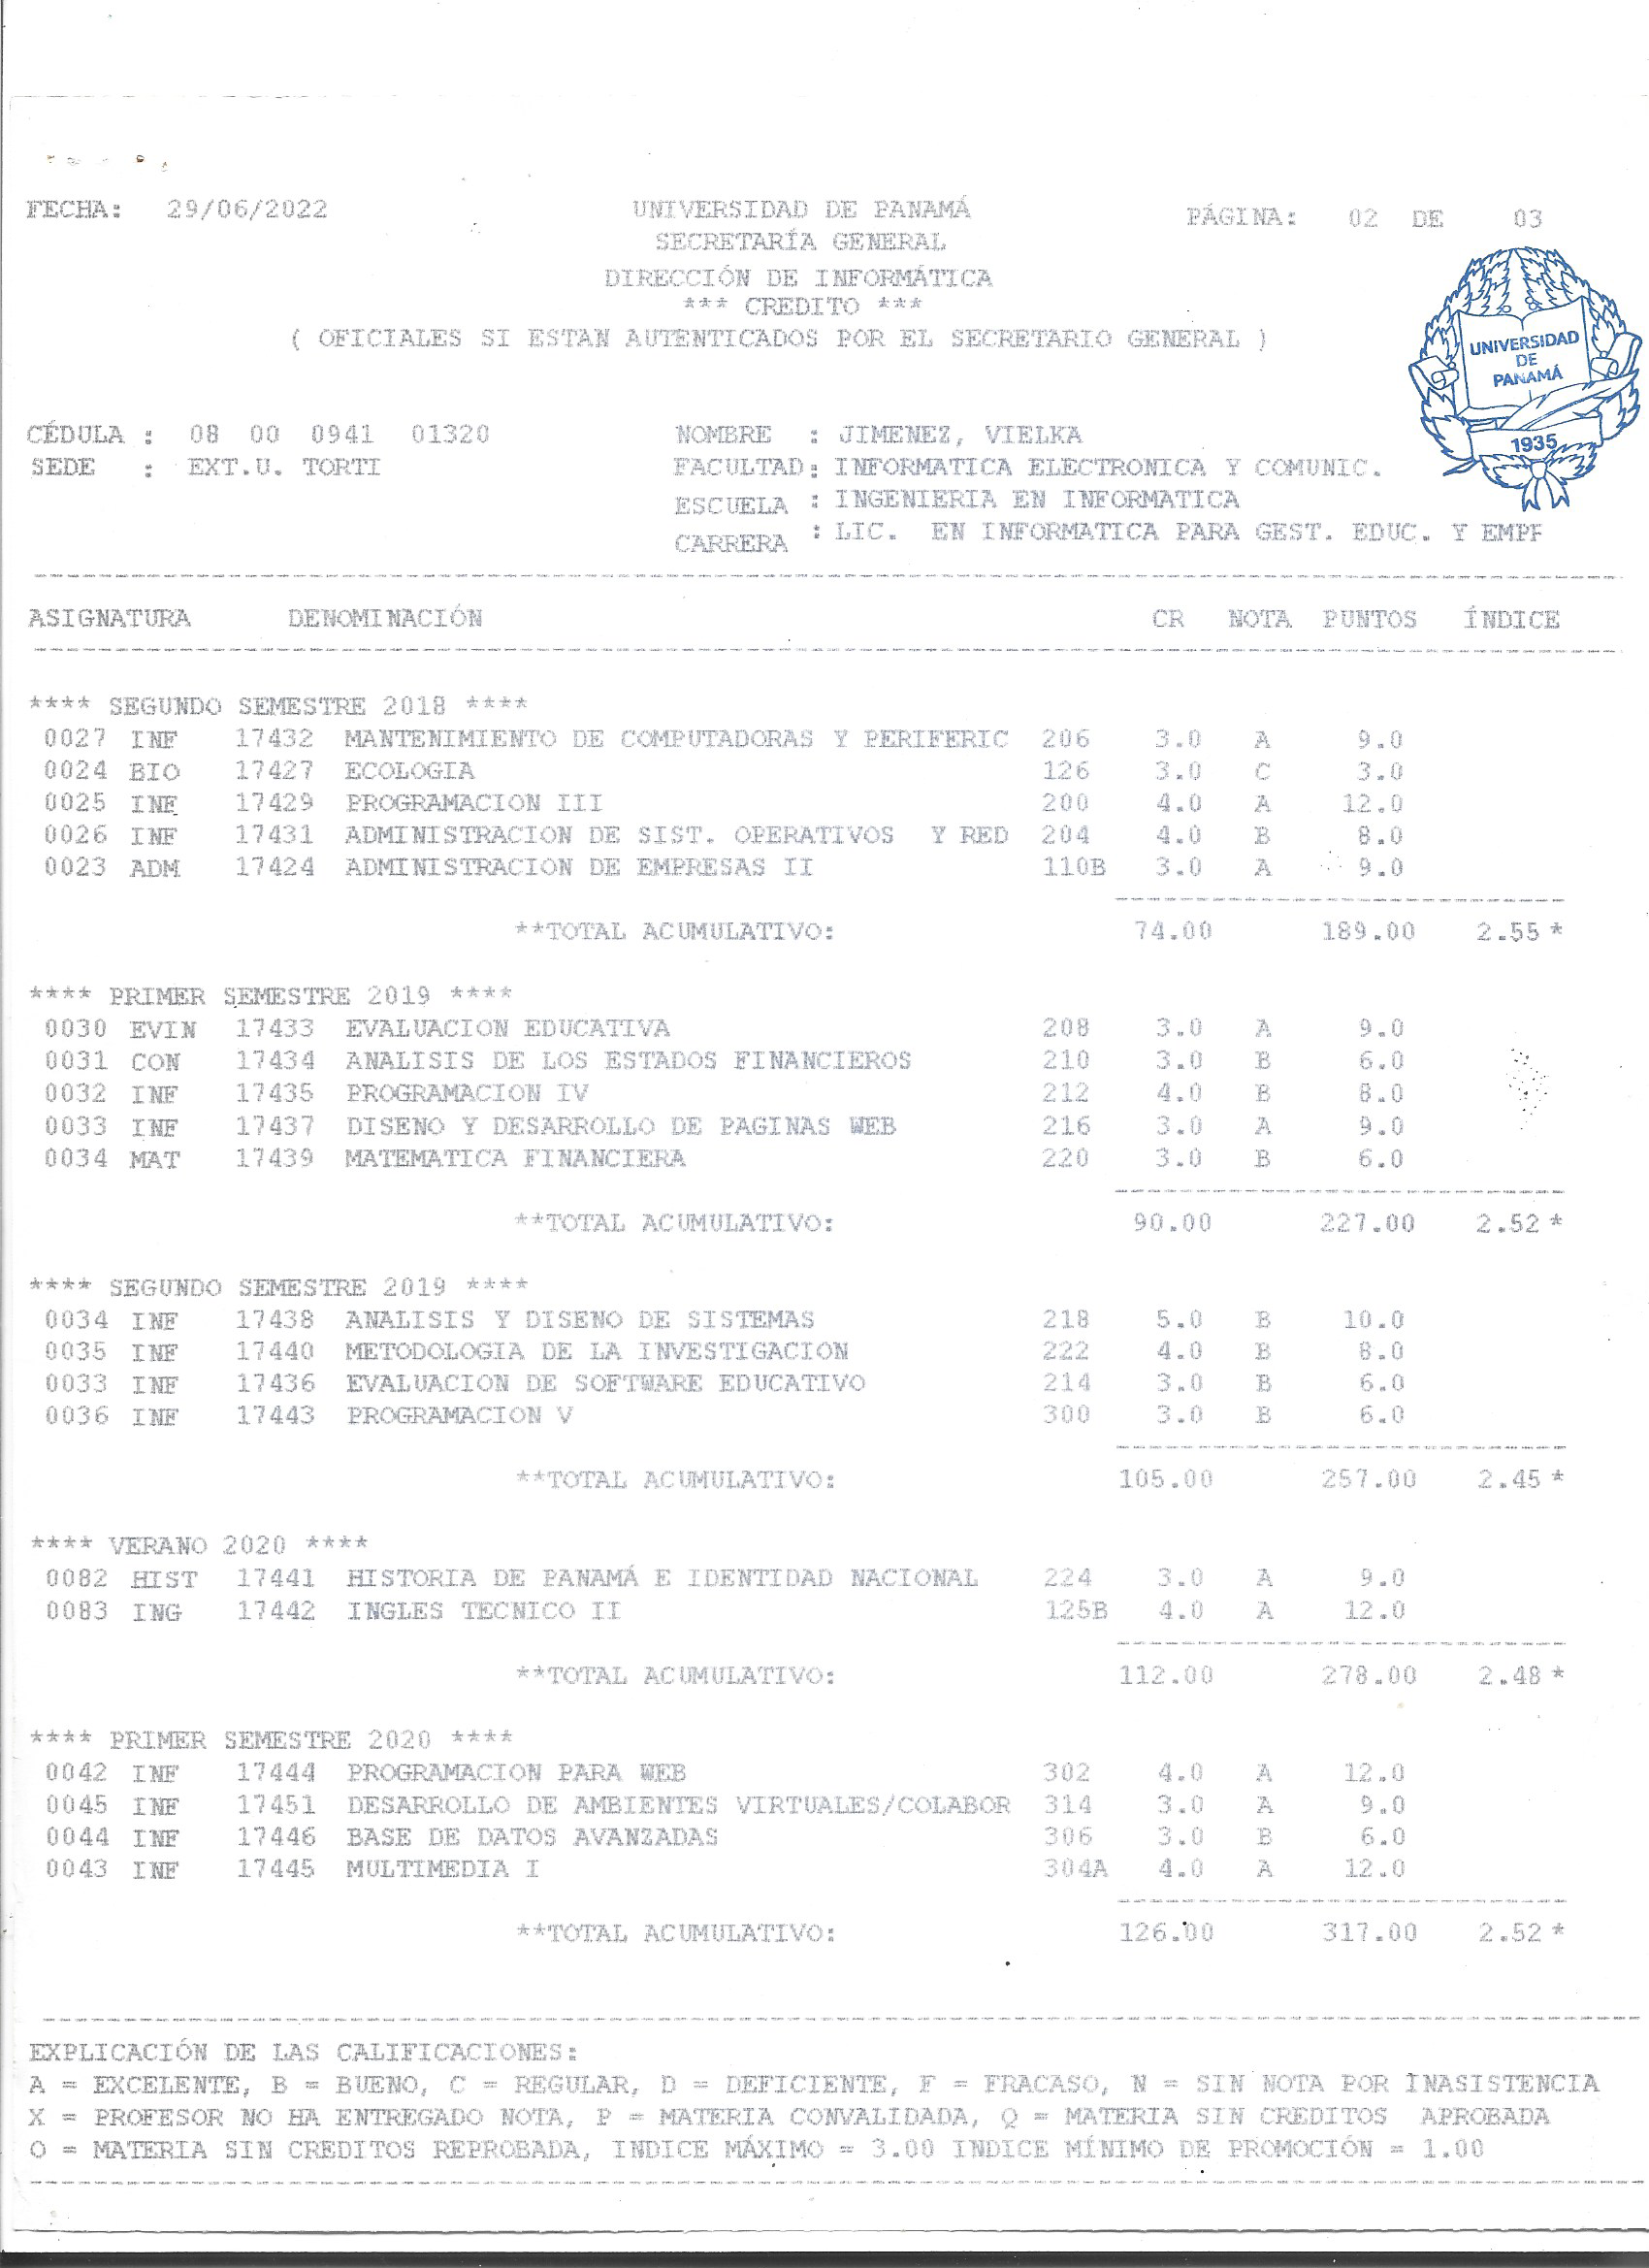 FECHA: 29/06/2022 UNIVERSIDAD DE PANAMÁ PÁGINA: 02 DE 03
SECRETARÍA GENERAL
DIRECCIÓN DE INFORMÁTICA
*** CREDITO ***
( OFICIALES SI ESTAN AUTENTICADOS POR EL SECRETARIO GENERAL )
UNIVERSIDAD
DE
PANAMÁ
1935
CÉDULA : 08 00 0941 01320 NOMBRE : JIMENEZ, VIELKA
SEDE : EXT.U. TORTI FACULTAD: INFORMATICA ELECTRONICA Y COMUNIC.
ESCUELA : INGENIERIA EN INFORMATICA
CARRERA : LIC. EN INFORMATICA PARA GEST. EDUC. Y EMPF
ASIGNATURA DENOMINACIÓN CR NOTA PUNTOS ÍNDICE
**** SEGUNDO SEMESTRE 2018 ****
0027 INF 17432 MANTENIMIENTO DE COMPUTADORAS Y PERIFERIC 206 3.0 A 9.0
0024 BIO 17427 ECOLOGIA 126 3.0 C 3.0
0025 INF 17429 PROGRAMACION III 200 4.0 A 12.0
0026 INF 17431 ADMINISTRACION DE SIST. OPERATIVOS Y RED 204 4.0 B 8.0
0023 ADM 17424 ADMINISTRACION DE EMPRESAS II 110B 3.0 A 9.0
**TOTAL ACUMULATIVO: 74.00 189.00 2.55 *
**** PRIMER SEMESTRE 2019 ****
0030 EVIN 17433 EVALUACION EDUCATIVA 208 3.0 A 9.0
0031 CON 17434 ANALISIS DE LOS ESTADOS FINANCIEROS 210 3.0 B 6.0
0032 INF 17435 PROGRAMACION IV 212 4.0 B 8.0
0033 INF 17437 DISENO Y DESARROLLO DE PAGINAS WEB 216 3.0 A 9.0
0034 MAT 17439 MATEMATICA FINANCIERA 220 3.0 B 6.0
**TOTAL ACUMULATIVO: 90.00 227.00 2.52 *
**** SEGUNDO SEMESTRE 2019 ****
0034 INF 17438 ANALISIS Y DISENO DE SISTEMAS 218 5.0 B 10.0
0035 INF 17440 METODOLOGIA DE LA INVESTIGACION 222 4.0 B 8.0
0033 INF 17436 EVALUACION DE SOFTWARE EDUCATIVO 214 3.0 B 6.0
0036 INF 17443 PROGRAMACION V 300 3.0 B 6.0
**TOTAL ACUMULATIVO: 105.00 257.00 2.45 *
**** VERANO 2020 ****
0082 HIST 17441 HISTORIA DE PANAMÁ E IDENTIDAD NACIONAL 224 3.0 A 9.0
0083 ING 17442 INGLES TECNICO II 125B 4.0 A 12.0
**TOTAL ACUMULATIVO: 112.00 278.00 2.48 *
**** PRIMER SEMESTRE 2020 ****
0042 INF 17444 PROGRAMACION PARA WEB 302 4.0 A 12.0
0045 INF 17451 DESARROLLO DE AMBIENTES VIRTUALES/COLABOR 314 3.0 A 9.0
0044 INF 17446 BASE DE DATOS AVANZADAS 306 3.0 B 6.0
0043 INF 17445 MULTIMEDIA I 304A 4.0 A 12.0
**TOTAL ACUMULATIVO: 126.00 317.00 2.52 *
EXPLICACIÓN DE LAS CALIFICACIONES:
A = EXCELENTE, B = BUENO, C = REGULAR, D = DEFICIENTE, F = FRACASO, N = SIN NOTA POR INASISTENCIA
X = PROFESOR NO HA ENTREGADO NOTA, P = MATERIA CONVALIDADA, Q = MATERIA SIN CREDITOS APROBADA
O = MATERIA SIN CREDITOS REPROBADA, INDICE MÁXIMO = 3.00 INDICE MÍNIMO DE PROMOCIÓN = 1.00